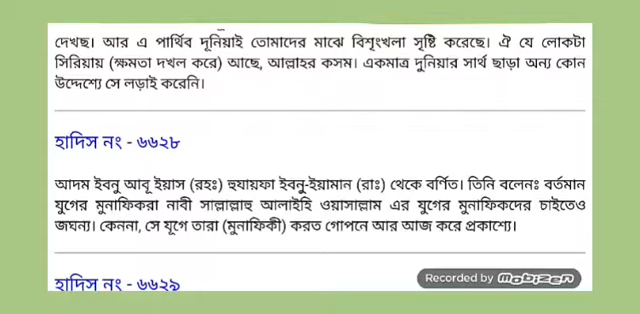 দেখছ। আর এ পার্থিব দূনিয়াই তোমাদের মাঝে বিশৃংখলা সৃষ্টি করেছে। ঐ যে লোকটা
সিরিয়ায় (ক্ষমতা দখল করে) আছে, আল্লাহর কসম। একমাত্র দুনিয়ার সার্থ ছাড়া অন্য কোন
উদ্দেশ্যে সে লড়াই করেনি।
হাদিস নং - ৬৬২৮
আদম ইবনু আবূ ইয়াস (রহঃ) হুযায়ফা ইবনু-ইয়ামান (রাঃ) থেকে বর্ণিত। তিনি বলেনঃ বর্তমান
যুগের মুনাফিকরা নাবী সাল্লাল্লাহু আলাইহি ওয়াসাল্লাম এর যুগের মুনাফিকদের চাইতেও
জঘন্য। কেননা, সে যূগে তারা (মুনাফিকী) করত গোপনে আর আজ করে প্রকাশ্যে।
হাদিস নং - ৬৬২৯
Recorded by mobizen